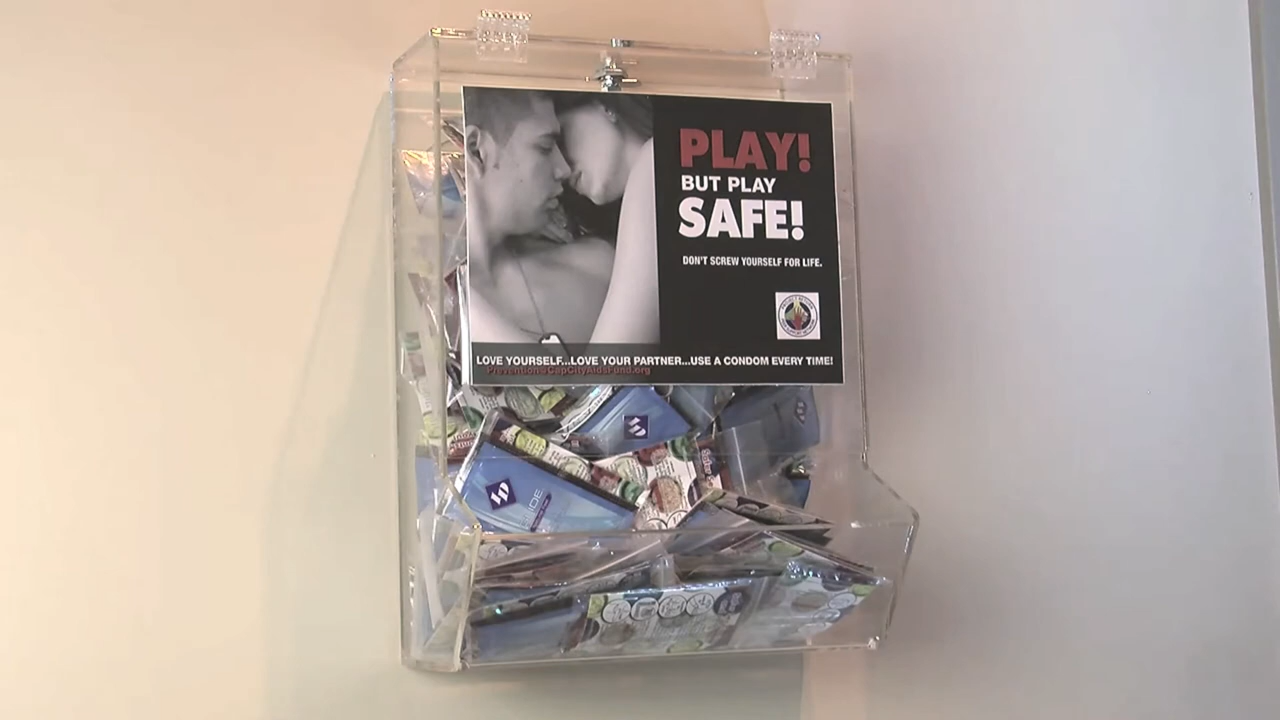 PLAY!
BUT PLAY
SAFE!
DON'T SCREW YOURSELF FOR LIFE.
LOVE YOURSELF...LOVE YOUR PARTNER...USE A CONDOM EVERY TIME!
Prevention@CapCityAidsFund.org
ID